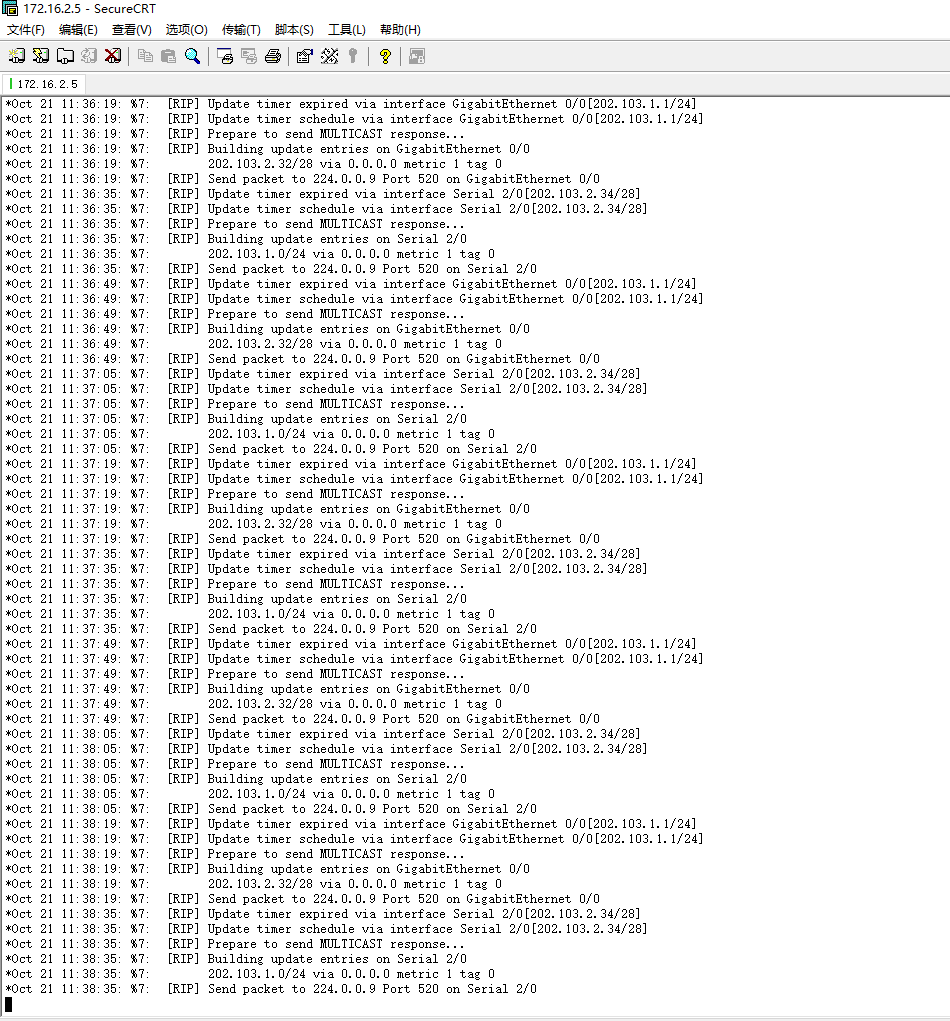 172.16.2.5 - SecureCRT
文件(F) 编辑(E) 查看(V) 选项(O) 传输(T) 脚本(S) 工具(L) 帮助(H)
172.16.2.5
*Oct 21 11:36:19: %7: [RIP] Update timer expired via interface GigabitEthernet 0/0[202.103.1.1/24]
*Oct 21 11:36:19: %7: [RIP] Update timer schedule via interface GigabitEthernet 0/0[202.103.1.1/24]
*Oct 21 11:36:19: %7: [RIP] Prepare to send MULTICAST response...
*Oct 21 11:36:19: %7: [RIP] Building update entries on GigabitEthernet 0/0
*Oct 21 11:36:19: %7: 202.103.2.32/28 via 0.0.0.0 metric 1 tag 0
*Oct 21 11:36:19: %7: [RIP] Send packet to 224.0.0.9 Port 520 on GigabitEthernet 0/0
*Oct 21 11:36:35: %7: [RIP] Update timer expired via interface Serial 2/0[202.103.2.34/28]
*Oct 21 11:36:35: %7: [RIP] Update timer schedule via interface Serial 2/0[202.103.2.34/28]
*Oct 21 11:36:35: %7: [RIP] Prepare to send MULTICAST response...
*Oct 21 11:36:35: %7: [RIP] Building update entries on Serial 2/0
*Oct 21 11:36:35: %7: 202.103.1.0/24 via 0.0.0.0 metric 1 tag 0
*Oct 21 11:36:35: %7: [RIP] Send packet to 224.0.0.9 Port 520 on Serial 2/0
*Oct 21 11:36:49: %7: [RIP] Update timer expired via interface GigabitEthernet 0/0[202.103.1.1/24]
*Oct 21 11:36:49: %7: [RIP] Update timer schedule via interface GigabitEthernet 0/0[202.103.1.1/24]
*Oct 21 11:36:49: %7: [RIP] Prepare to send MULTICAST response...
*Oct 21 11:36:49: %7: [RIP] Building update entries on GigabitEthernet 0/0
*Oct 21 11:36:49: %7: 202.103.2.32/28 via 0.0.0.0 metric 1 tag 0
*Oct 21 11:36:49: %7: [RIP] Send packet to 224.0.0.9 Port 520 on GigabitEthernet 0/0
*Oct 21 11:37:05: %7: [RIP] Update timer expired via interface Serial 2/0[202.103.2.34/28]
*Oct 21 11:37:05: %7: [RIP] Update timer schedule via interface Serial 2/0[202.103.2.34/28]
*Oct 21 11:37:05: %7: [RIP] Prepare to send MULTICAST response...
*Oct 21 11:37:05: %7: [RIP] Building update entries on Serial 2/0
*Oct 21 11:37:05: %7: 202.103.1.0/24 via 0.0.0.0 metric 1 tag 0
*Oct 21 11:37:05: %7: [RIP] Send packet to 224.0.0.9 Port 520 on Serial 2/0
*Oct 21 11:37:19: %7: [RIP] Update timer expired via interface GigabitEthernet 0/0[202.103.1.1/24]
*Oct 21 11:37:19: %7: [RIP] Update timer schedule via interface GigabitEthernet 0/0[202.103.1.1/24]
*Oct 21 11:37:19: %7: [RIP] Prepare to send MULTICAST response...
*Oct 21 11:37:19: %7: [RIP] Building update entries on GigabitEthernet 0/0
*Oct 21 11:37:19: %7: 202.103.2.32/28 via 0.0.0.0 metric 1 tag 0
*Oct 21 11:37:19: %7: [RIP] Send packet to 224.0.0.9 Port 520 on GigabitEthernet 0/0
*Oct 21 11:37:35: %7: [RIP] Update timer expired via interface Serial 2/0[202.103.2.34/28]
*Oct 21 11:37:35: %7: [RIP] Update timer schedule via interface Serial 2/0[202.103.2.34/28]
*Oct 21 11:37:35: %7: [RIP] Prepare to send MULTICAST response...
*Oct 21 11:37:35: %7: [RIP] Building update entries on Serial 2/0
*Oct 21 11:37:35: %7: 202.103.1.0/24 via 0.0.0.0 metric 1 tag 0
*Oct 21 11:37:35: %7: [RIP] Send packet to 224.0.0.9 Port 520 on Serial 2/0
*Oct 21 11:37:49: %7: [RIP] Update timer expired via interface GigabitEthernet 0/0[202.103.1.1/24]
*Oct 21 11:37:49: %7: [RIP] Update timer schedule via interface GigabitEthernet 0/0[202.103.1.1/24]
*Oct 21 11:37:49: %7: [RIP] Prepare to send MULTICAST response...
*Oct 21 11:37:49: %7: [RIP] Building update entries on GigabitEthernet 0/0
*Oct 21 11:37:49: %7: 202.103.2.32/28 via 0.0.0.0 metric 1 tag 0
*Oct 21 11:37:49: %7: [RIP] Send packet to 224.0.0.9 Port 520 on GigabitEthernet 0/0
*Oct 21 11:38:05: %7: [RIP] Update timer expired via interface Serial 2/0[202.103.2.34/28]
*Oct 21 11:38:05: %7: [RIP] Update timer schedule via interface Serial 2/0[202.103.2.34/28]
*Oct 21 11:38:05: %7: [RIP] Prepare to send MULTICAST response...
*Oct 21 11:38:05: %7: [RIP] Building update entries on Serial 2/0
*Oct 21 11:38:05: %7: 202.103.1.0/24 via 0.0.0.0 metric 1 tag 0
*Oct 21 11:38:05: %7: [RIP] Send packet to 224.0.0.9 Port 520 on Serial 2/0
*Oct 21 11:38:19: %7: [RIP] Update timer expired via interface GigabitEthernet 0/0[202.103.1.1/24]
*Oct 21 11:38:19: %7: [RIP] Update timer schedule via interface GigabitEthernet 0/0[202.103.1.1/24]
*Oct 21 11:38:19: %7: [RIP] Prepare to send MULTICAST response...
*Oct 21 11:38:19: %7: [RIP] Building update entries on GigabitEthernet 0/0
*Oct 21 11:38:19: %7: 202.103.2.32/28 via 0.0.0.0 metric 1 tag 0
*Oct 21 11:38:19: %7: [RIP] Send packet to 224.0.0.9 Port 520 on GigabitEthernet 0/0
*Oct 21 11:38:35: %7: [RIP] Update timer expired via interface Serial 2/0[202.103.2.34/28]
*Oct 21 11:38:35: %7: [RIP] Update timer schedule via interface Serial 2/0[202.103.2.34/28]
*Oct 21 11:38:35: %7: [RIP] Prepare to send MULTICAST response...
*Oct 21 11:38:35: %7: [RIP] Building update entries on Serial 2/0
*Oct 21 11:38:35: %7: 202.103.1.0/24 via 0.0.0.0 metric 1 tag 0
*Oct 21 11:38:35: %7: [RIP] Send packet to 224.0.0.9 Port 520 on Serial 2/0